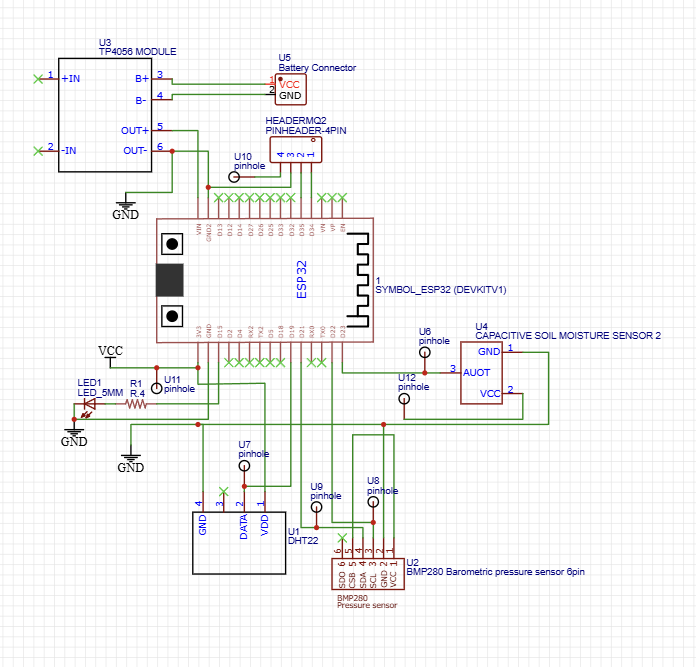 U3
TP4056 MODULE
1 +IN B+ 3
B- 4
OUT+ 5
2 -IN OUT- 6
U5
Battery Connector
1 VCC
2 GND
HEADERMQ2
PINHEADER-4PIN
4 3 2 1
U10
pinhole
GND
VIN GND2 D13 D12 D14 D27 D26 D25 D33 D32 D35 D34 VN VP EN
ESP32
1
SYMBOL_ESP32 (DEVKITV1)
3V3 GND D15 D2 D4 RX2 TX2 D5 D18 D19 D21 RX0 TX0 D22 D23
VCC
U11
pinhole
U6
pinhole
U4
CAPACITIVE SOIL MOISTURE SENSOR 2
GND 1
3 AUOT
VCC 2
U12
pinhole
LED1
LED_5MM
R1
R.4
GND
GND
U7
pinhole
4 3 2 1
GND DATA VDD
U1
DHT22
U9
pinhole
U8
pinhole
6 5 4 3 2 1
6 5 4 3 2 1
SDO CSB SDA SCL GND VCC
U2
BMP280 Barometric pressure sensor 6pin
BMP280
Pressure sensor